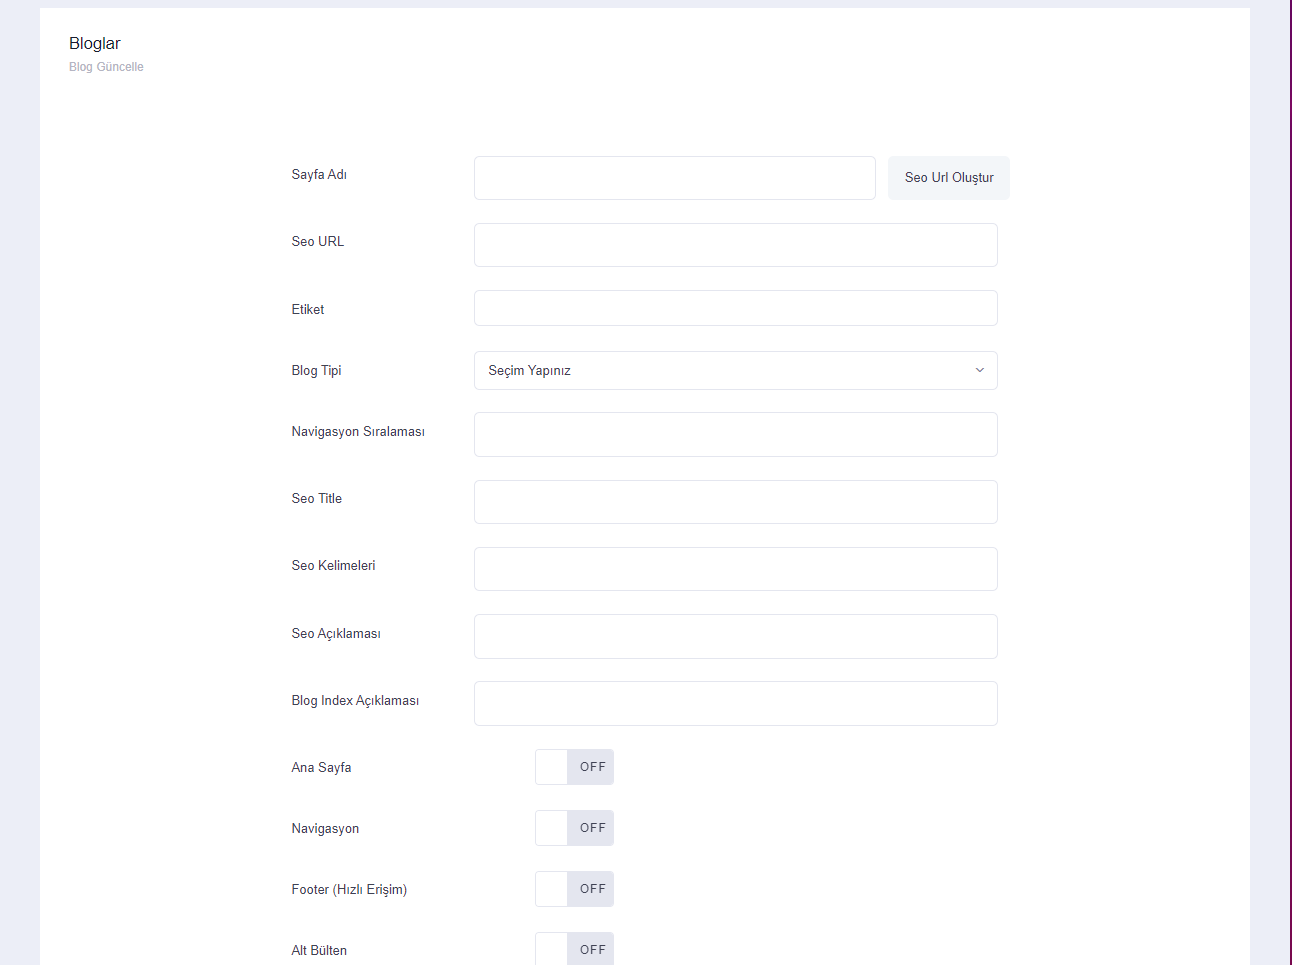 Bloglar
Blog Güncelle
Sayfa Adı
Seo Url Oluştur
Seo URL
Etiket
Blog Tipi
Seçim Yapınız
Navigasyon Sıralaması
Seo Title
Seo Kelimeleri
Seo Açıklaması
Blog Index Açıklaması
Ana Sayfa
OFF
Navigasyon
OFF
Footer (Hızlı Erişim)
OFF
Alt Bülten
OFF